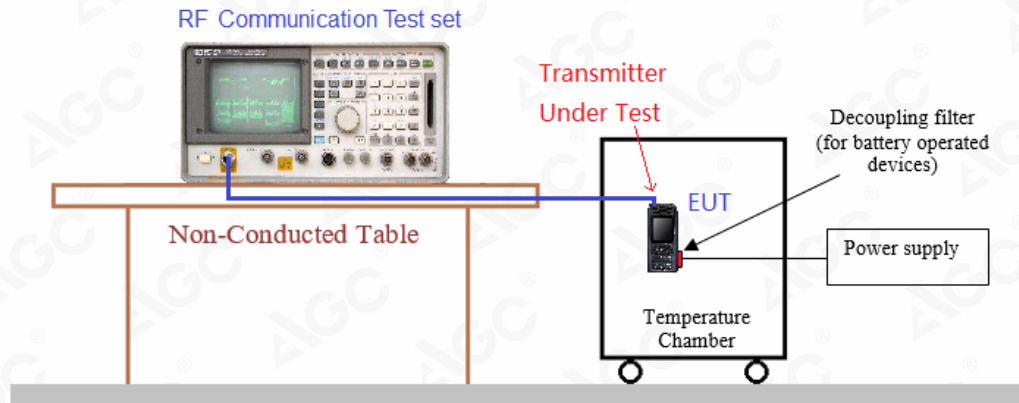 RF Communication Test set
Transmitter
Under Test
Decoupling filter
(for battery operated
devices)
EUT
Non-Conducted Table
Power supply
Temperature
Chamber
AGC